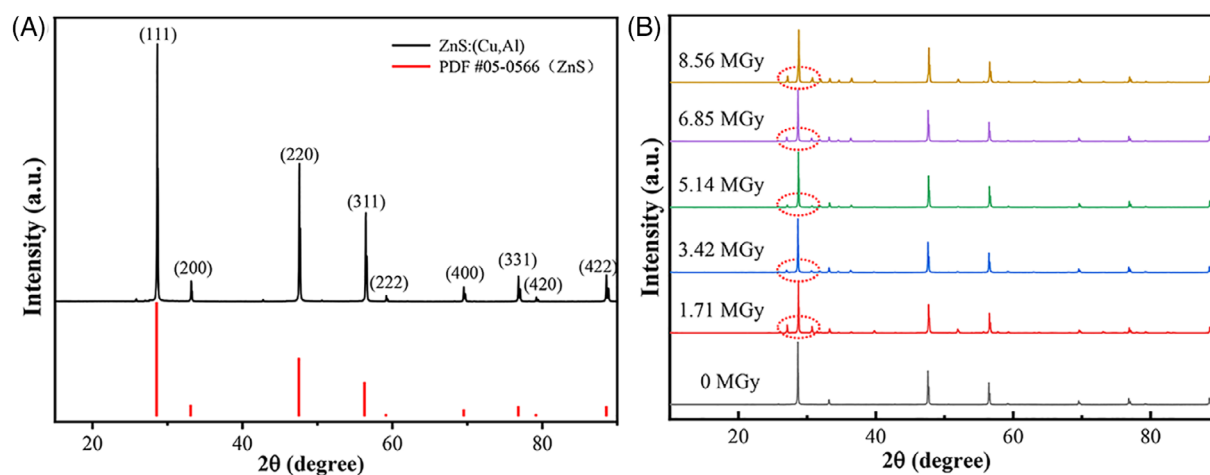 (A)
Intensity (a.u.)
(111)
ZnS:(Cu,Al)
PDF #05-0566（ZnS）
(220)
(311)
(200)
(222)
(400)
(331)
(420)
(422)
20
40
60
80
2θ (degree)
(B)
Intensity (a.u.)
8.56 MGy
6.85 MGy
5.14 MGy
3.42 MGy
1.71 MGy
0 MGy
20
40
60
80
2θ (degree)